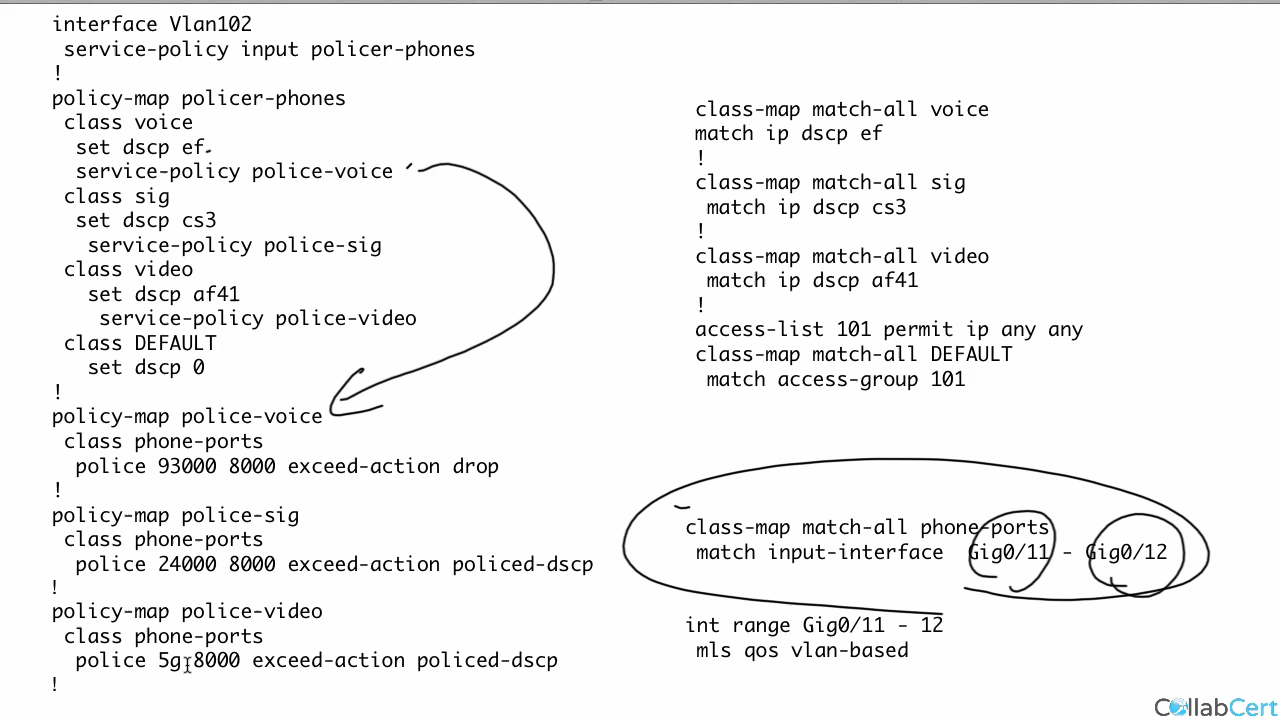 interface Vlan102
service-policy input policer-phones
!
policy-map policer-phones
class voice
set dscp ef
service-policy police-voice
class sig
set dscp cs3
service-policy police-sig
class video
set dscp af41
service-policy police-video
class DEFAULT
set dscp 0
!
policy-map police-voice
class phone-ports
police 93000 8000 exceed-action drop
!
policy-map police-sig
class phone-ports
police 24000 8000 exceed-action policed-dscp
!
policy-map police-video
class phone-ports
police 5g 8000 exceed-action policed-dscp
!
class-map match-all voice
match ip dscp ef
!
class-map match-all sig
match ip dscp cs3
!
class-map match-all video
match ip dscp af41
!
access-list 101 permit ip any any
class-map match-all DEFAULT
match access-group 101
class-map match-all phone-ports
match input-interface Gig0/11 - Gig0/12
int range Gig0/11 - 12
mls qos vlan-based
CollabCert